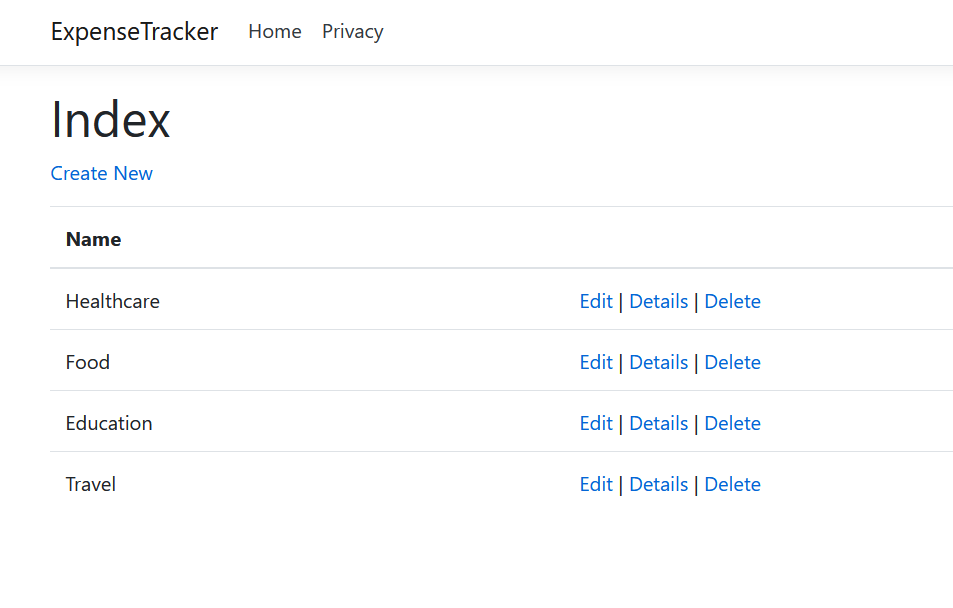 ExpenseTracker Home Privacy
Index
Create New
Name
Healthcare Edit | Details | Delete
Food Edit | Details | Delete
Education Edit | Details | Delete
Travel Edit | Details | Delete